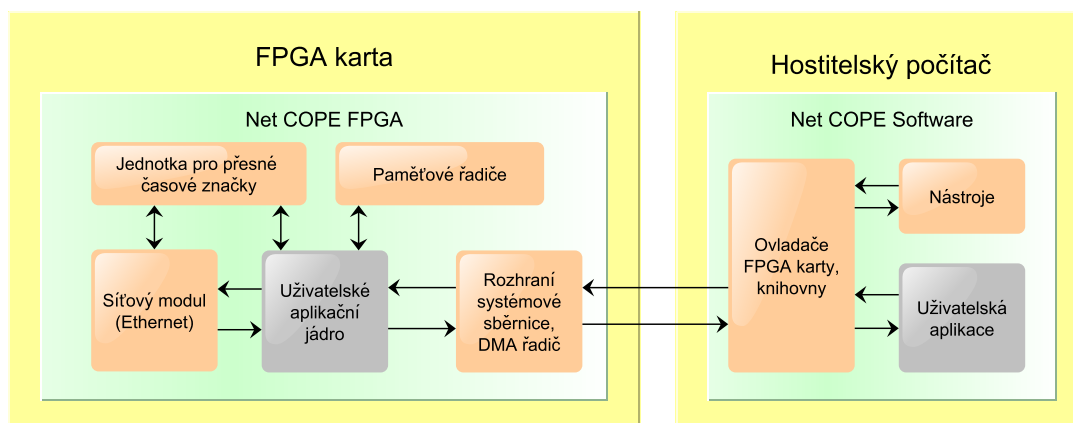 FPGA karta
Net COPE FPGA
Jednotka pro přesné
časové značky
Paměťové řadiče
Síťový modul
(Ethernet)
Uživatelské
aplikační
jádro
Rozhraní
systémové
sběrnice,
DMA řadič
Hostitelský počítač
Net COPE Software
Ovladače
FPGA karty,
knihovny
Nástroje
Uživatelská
aplikace